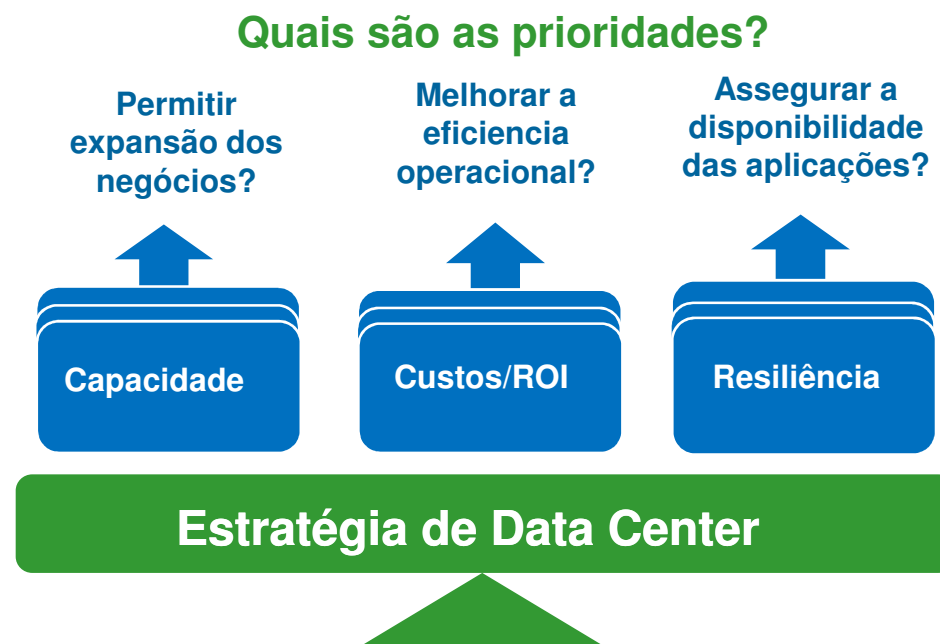 Quais são as prioridades?
Permitir
expansão dos
negócios?
Melhorar a
eficiencia
operacional?
Assegurar a
disponibilidade
das aplicações?
Capacidade
Custos/ROI
Resiliência
Estratégia de Data Center